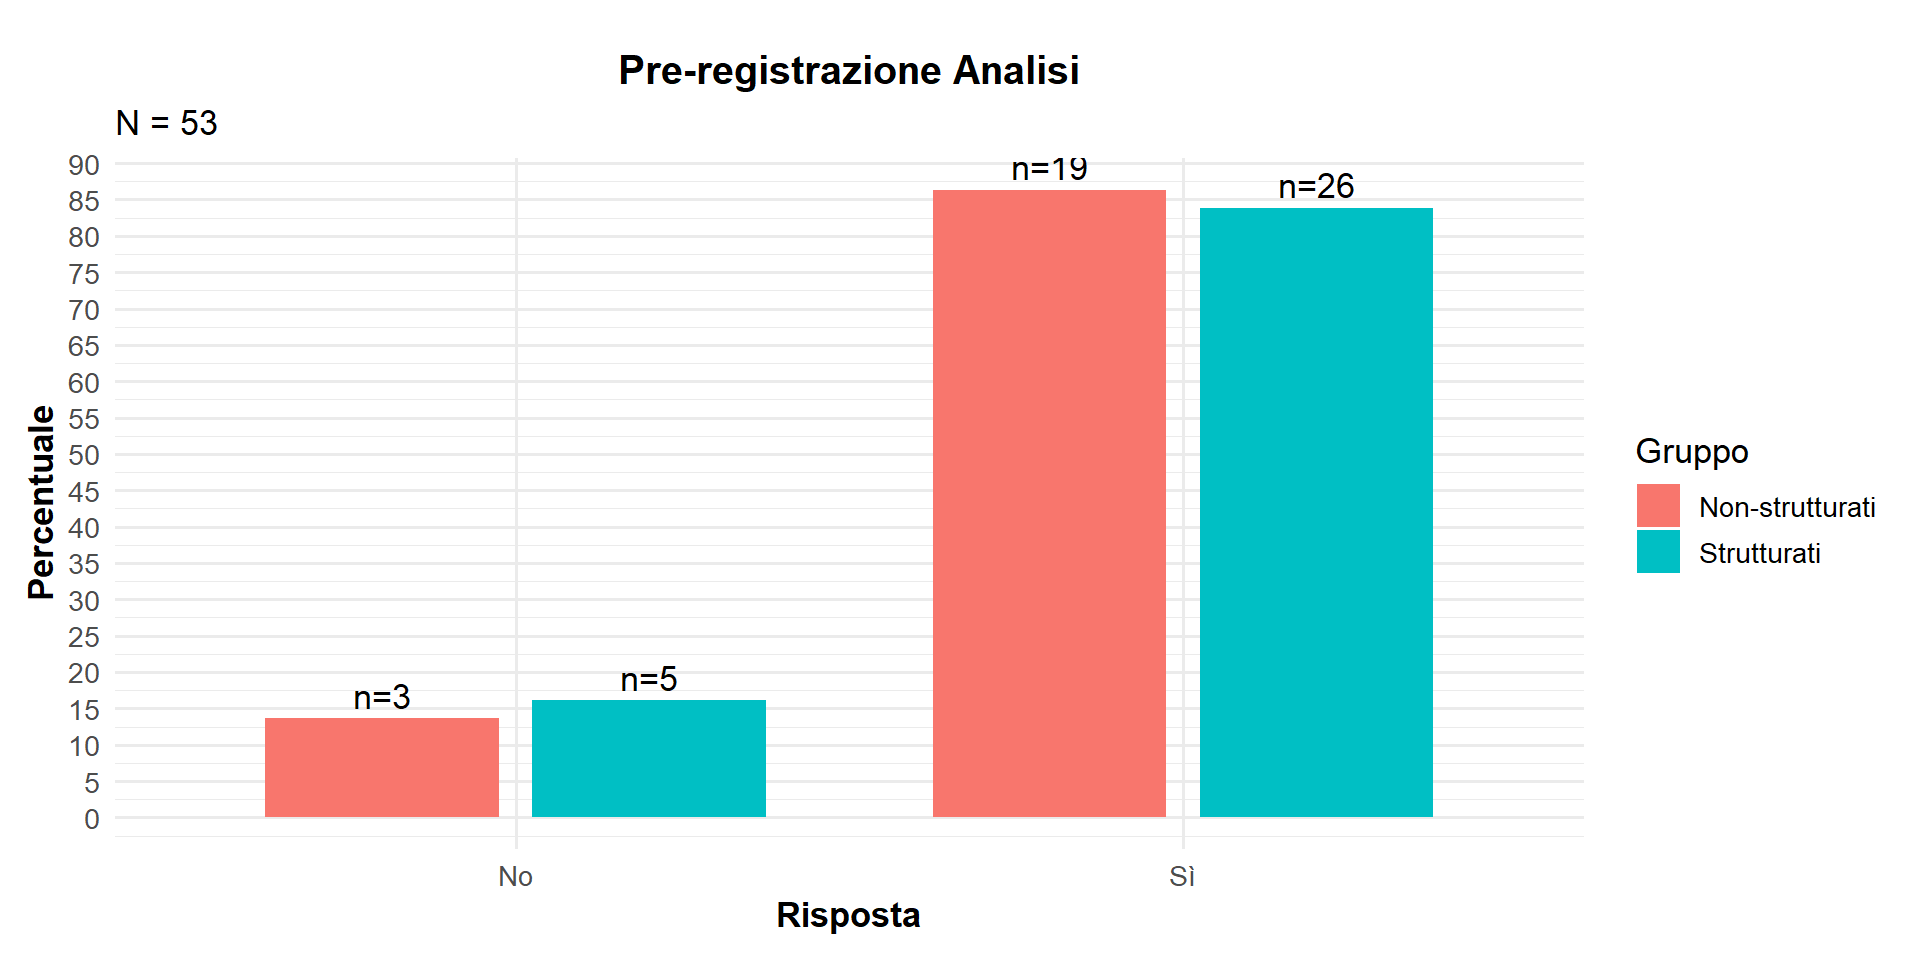 Pre-registrazione Analisi
N = 53
Percentuale
90
85
80
75
70
65
60
55
50
45
40
35
30
25
20
15
10
5
0
n=3
n=5
n=19
n=26
No
Sì
Risposta
Gruppo
Non-strutturati
Strutturati